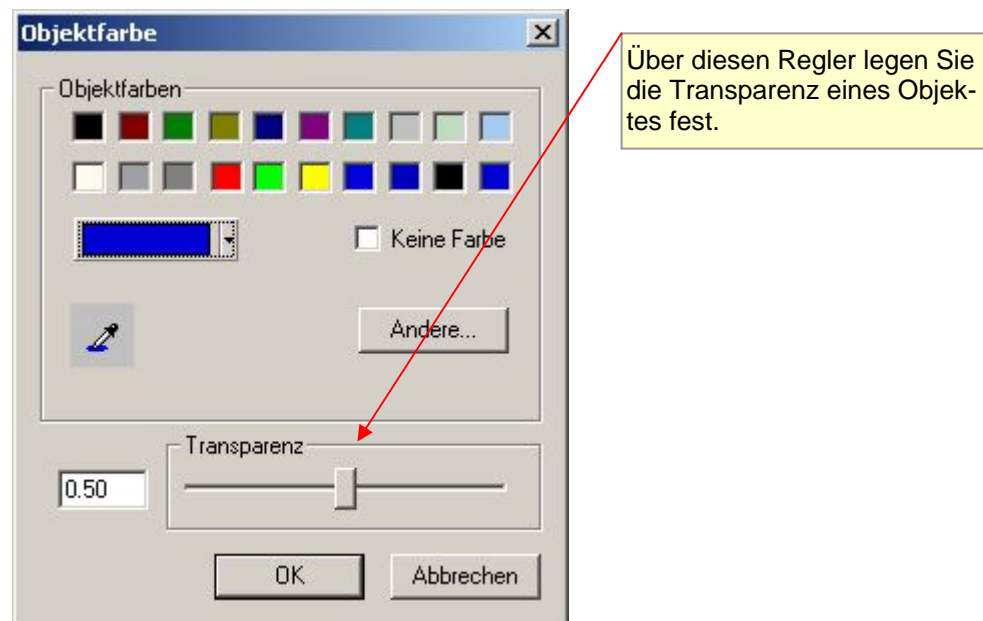 Objektfarbe
Über diesen Regler legen Sie
die Transparenz eines Objek-
tes fest.
Objektfarben
Keine Farbe
Andere...
Transparenz
0.50
OK
Abbrechen